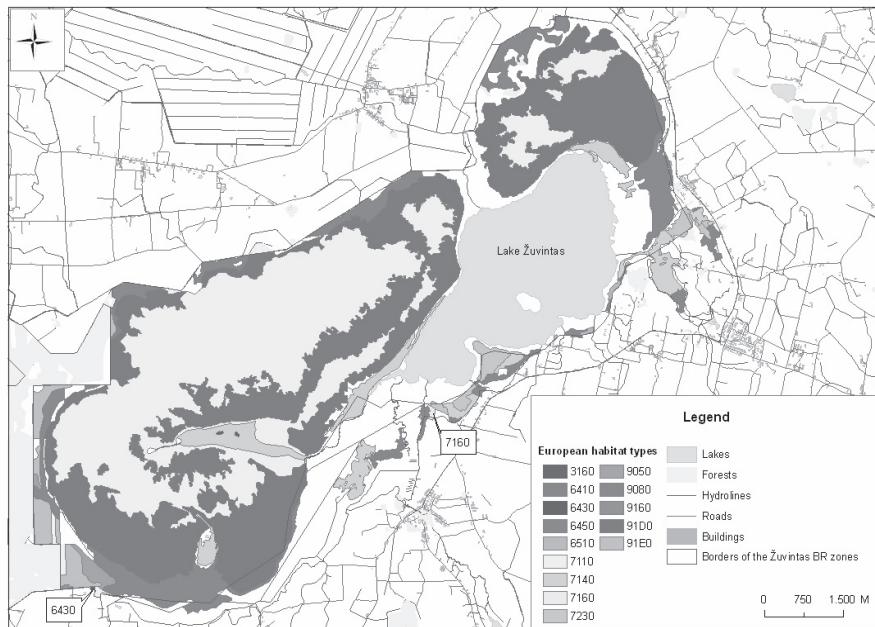 N
Lake Žuvintas
7160
6430
Legend
European habitat types
3160
6410
6430
6450
6510
7110
7140
7160
7230
9050
9080
9160
91D0
91E0
Lakes
Forests
Hydrolines
Roads
Buildings
Borders of the Žuvintas BR zones
0 750 1.500 M